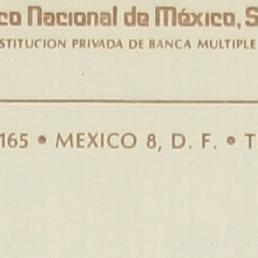 co Nacional de México, S
STITUCION PRIVADA DE BANCA MULTIPLE
165 • MEXICO 8, D. F. • T